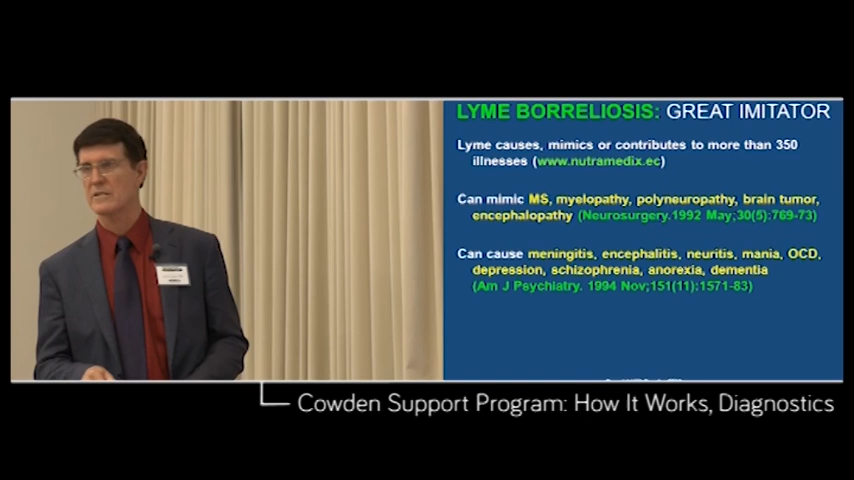 LYME BORRELIOSIS: GREAT IMITATOR
Lyme causes, mimics or contributes to more than 350
illnesses (www.nutramedix.ec)
Can mimic MS, myelopathy, polyneuropathy, brain tumor,
encephalopathy (Neurosurgery.1992 May;30(5):769-73)
Can cause meningitis, encephalitis, neuritis, mania, OCD,
depression, schizophrenia, anorexia, dementia
(Am J Psychiatry. 1994 Nov;151(11):1571-83)
Cowden Support Program: How It Works, Diagnostics